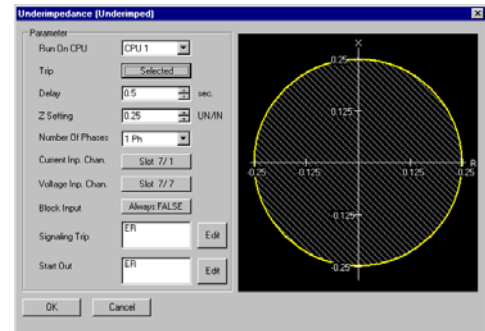 Underimpedance (Underimped)
Parameter
Run On CPU CPU 1
Trip Selected
Delay 0.5 sec.
Z Setting 0.25 UN/IN
Number Of Phases 1 Ph
Current Inp. Chan. Slot 7/ 1
Voltage Inp. Chan. Slot 7/ 7
Block Input Always FALSE
Signaling Trip ER Edit
Start Out ER Edit
OK Cancel
X
0.25
0.125
-0.25 -0.125 0.125 0.25 R
-0.125
-0.25